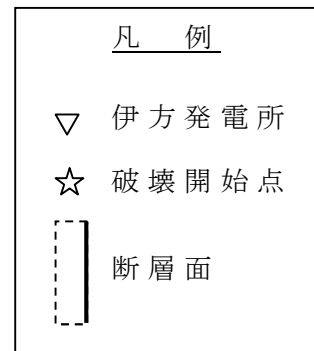 凡 例
伊方発電所
破壊開始点
断層面